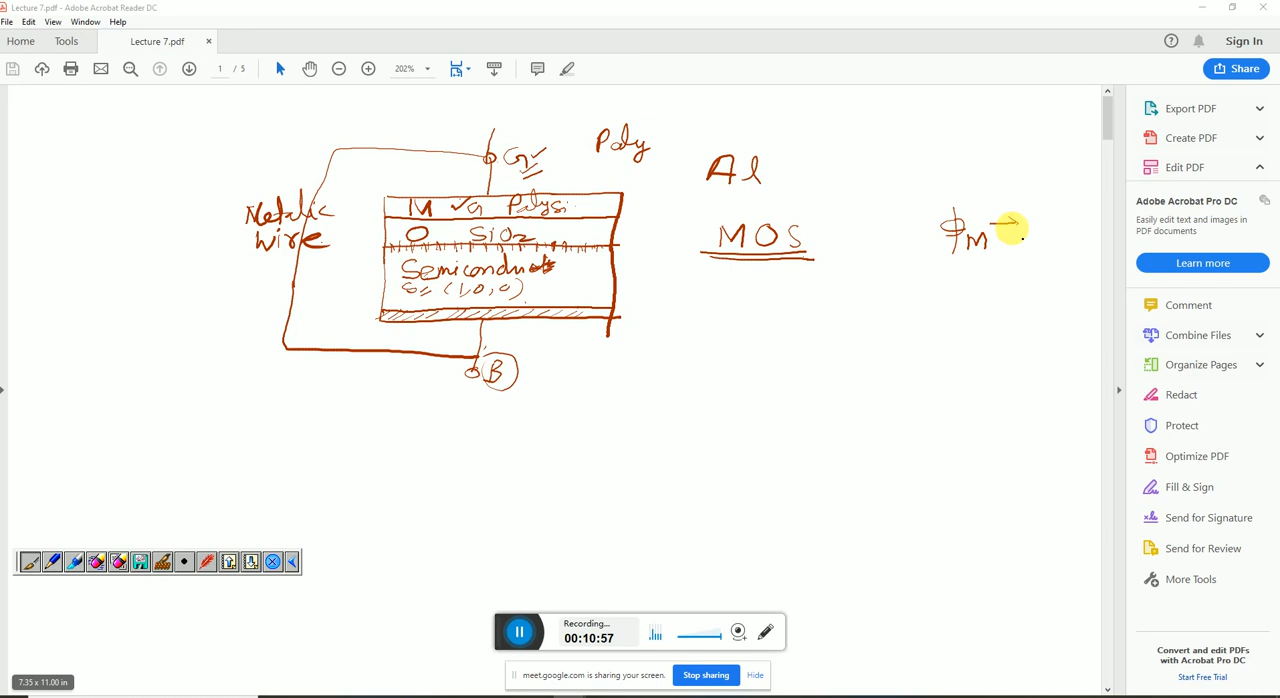 Lecture 7.pdf - Adobe Acrobat Reader DC
File Edit View Window Help
Home Tools Lecture 7.pdf × Sign In
1 / 5 202% Share
Poly
G
Al
Metalic
wire
M G Polysi
O SiO2
Semiconduct
(1,0,0)
B
MOS
ϕM →
Export PDF
Create PDF
Edit PDF
Adobe Acrobat Pro DC
Easily edit text and images in
PDF documents
Learn more
Comment
Combine Files
Organize Pages
Redact
Protect
Optimize PDF
Fill & Sign
Send for Signature
Send for Review
More Tools
Convert and edit PDFs
with Acrobat Pro DC
Start Free Trial
Recording...
00:10:57
meet.google.com is sharing your screen. Stop sharing Hide
7.35 x 11.00 in